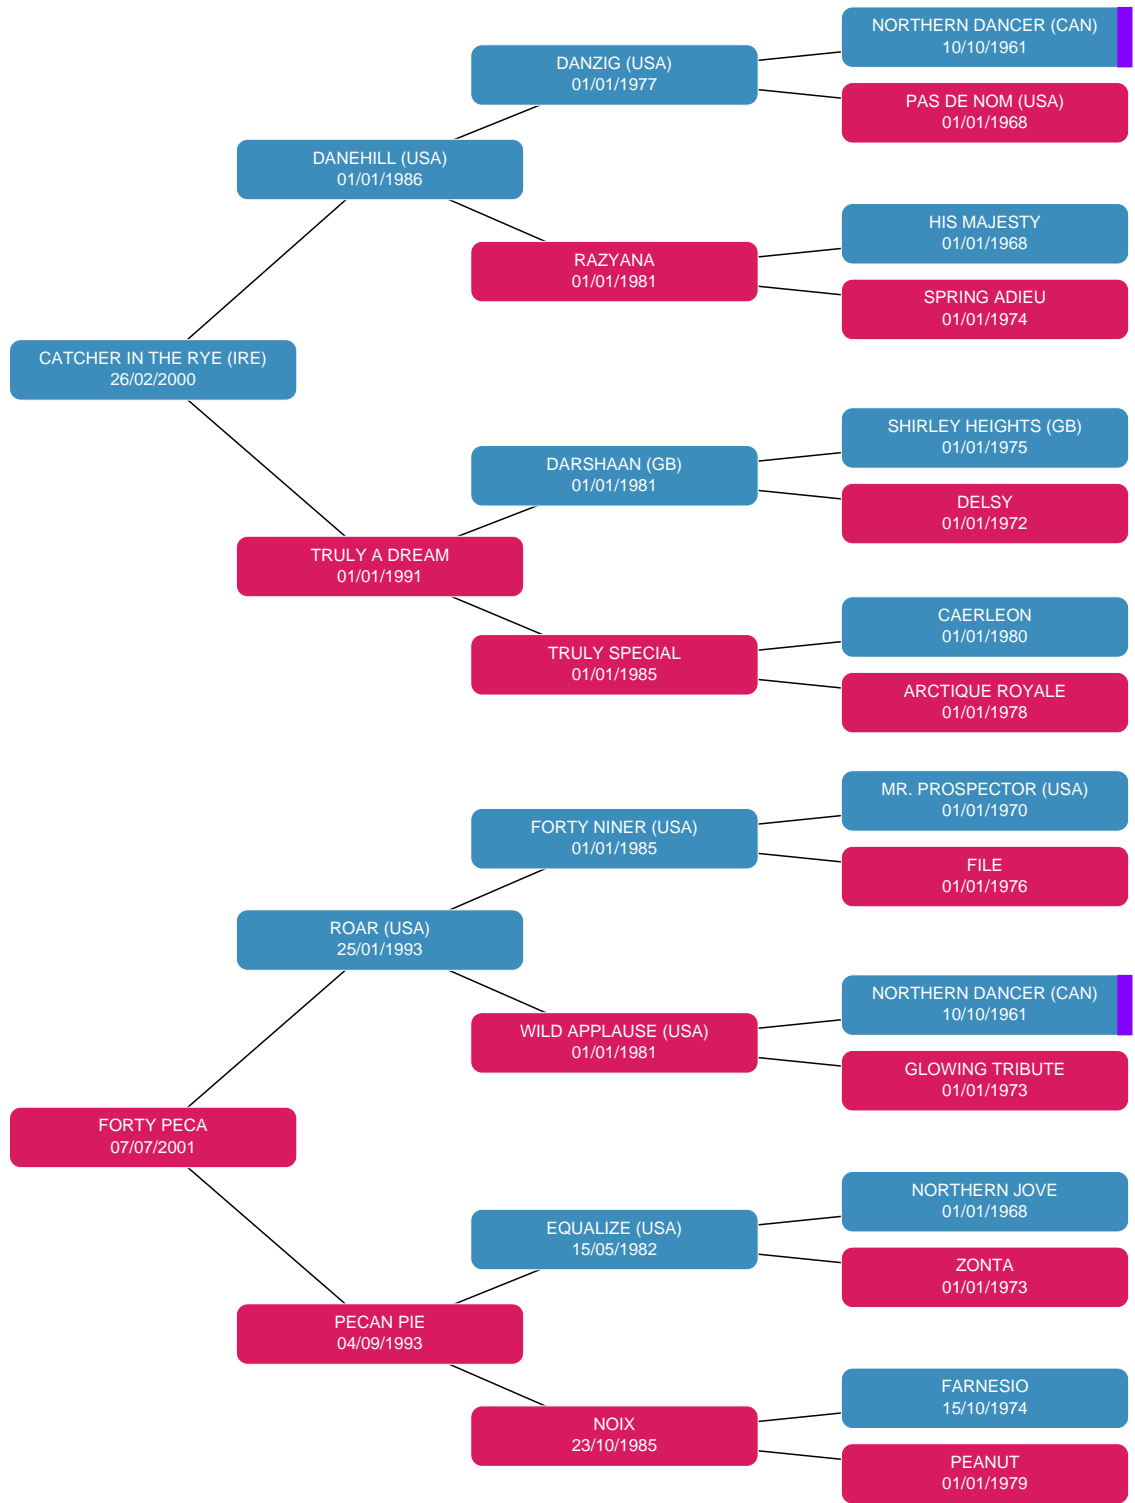 NORTHERN DANCER (CAN)
10/10/1961
DANZIG (USA)
01/01/1977
PAS DE NOM (USA)
01/01/1968
DANEHILL (USA)
01/01/1986
HIS MAJESTY
01/01/1968
RAZYANA
01/01/1981
SPRING ADIEU
01/01/1974
CATCHER IN THE RYE (IRE)
26/02/2000
SHIRLEY HEIGHTS (GB)
01/01/1975
DARSHAAN (GB)
01/01/1981
DELSY
01/01/1972
TRULY A DREAM
01/01/1991
CAERLEON
01/01/1980
TRULY SPECIAL
01/01/1985
ARCTIQUE ROYALE
01/01/1978
MR. PROSPECTOR (USA)
01/01/1970
FORTY NINER (USA)
01/01/1985
FILE
01/01/1976
ROAR (USA)
25/01/1993
NORTHERN DANCER (CAN)
10/10/1961
WILD APPLAUSE (USA)
01/01/1981
GLOWING TRIBUTE
01/01/1973
FORTY PECA
07/07/2001
NORTHERN JOVE
01/01/1968
EQUALIZE (USA)
15/05/1982
ZONTA
01/01/1973
PECAN PIE
04/09/1993
FARNESIO
15/10/1974
NOIX
23/10/1985
PEANUT
01/01/1979